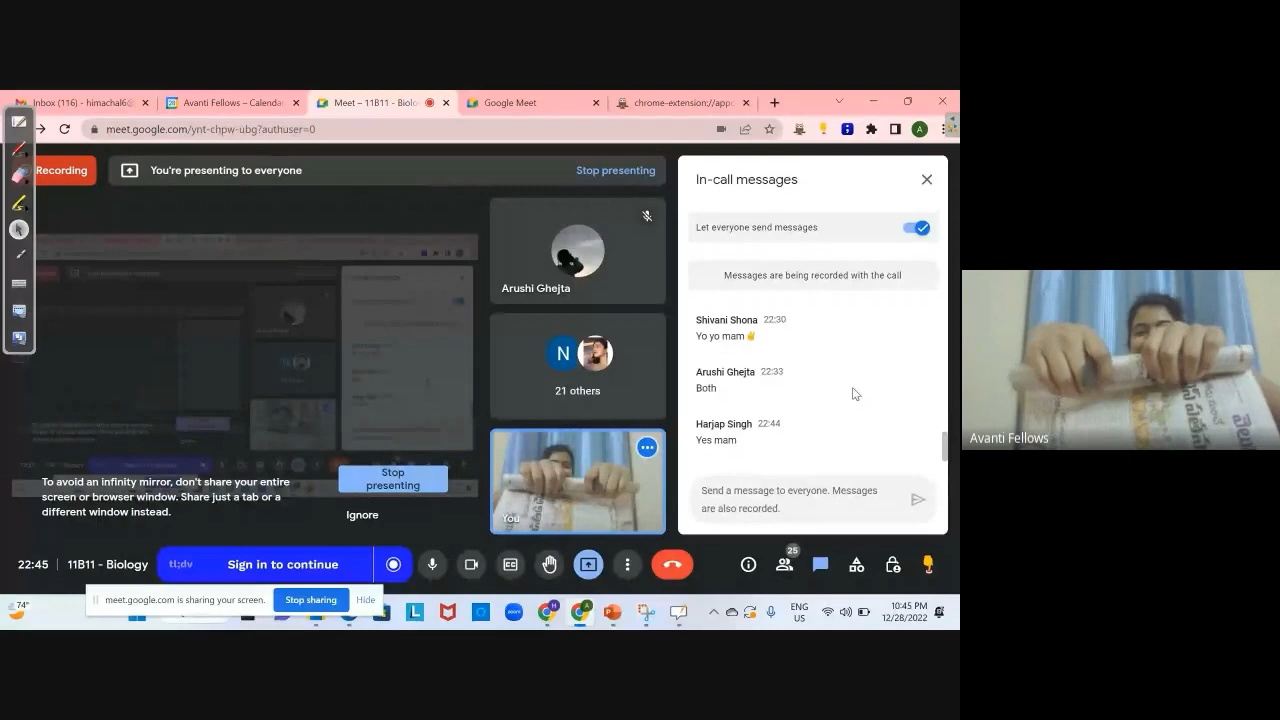 Inbox (116) - himachal6@
Avanti Fellows – Calenda
Meet – 11B11 - Biolo
Google Meet
chrome-extension://appc
meet.google.com/ynt-chpw-ubg?authuser=0
A
Recording
You're presenting to everyone
Stop presenting
In-call messages
Let everyone send messages
Messages are being recorded with the call
Arushi Ghejta
Shivani Shona 22:30
Yo yo mam✌
N
21 others
Arushi Ghejta 22:33
Both
Harjap Singh 22:44
Yes mam
Avanti Fellows
To avoid an infinity mirror, don't share your entire
screen or browser window. Share just a tab or a
different window instead.
Stop
presenting
Ignore
You
Send a message to everyone. Messages
are also recorded.
22:45 | 11B11 - Biology
tl;dv
Sign in to continue
25
meet.google.com is sharing your screen.
Stop sharing
Hide
74°
L
zoom
H
A
ENG
US
10:45 PM
12/28/2022